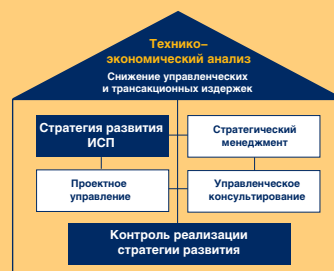 Технико–
экономический анализ
Снижение управленческих
и трансакционных издержек
Стратегия развития
ИСП
Стратегический
менеджмент
Проектное
управление
Управленческое
консультирование
Контроль реализации
стратегии развития